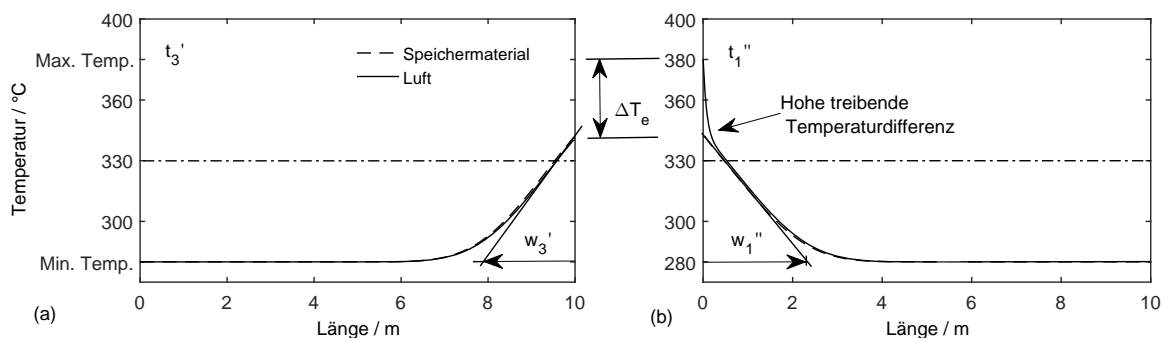 400
Max. Temp.
360
330
300
Min. Temp.
Temperatur / °C
t3'
Speichermaterial
Luft
w3'
0 2 4 6 8 10
Länge / m
(a)
ΔTe
400
380
360
330
300
280
t1''
Hohe treibende
Temperaturdifferenz
w1''
0 2 4 6 8 10
Länge / m
(b)